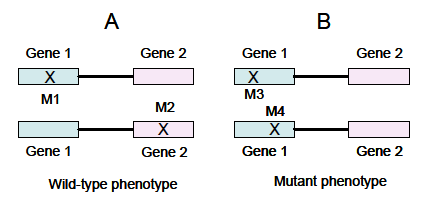 A
B
Gene 1 Gene 2 Gene 1 Gene 2
X X
M1 M3
M2 M4
X X
Gene 1 Gene 2 Gene 1 Gene 2
Wild-type phenotype Mutant phenotype